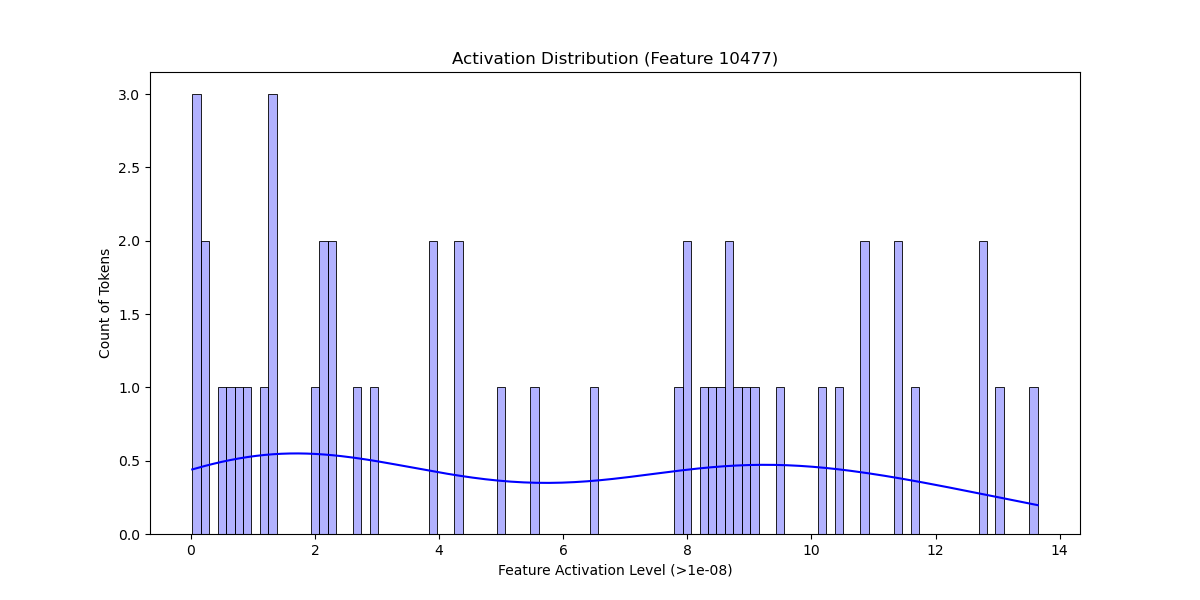 Activation Distribution (Feature 10477)
3.0
2.5
2.0
1.5
1.0
0.5
0.0
Count of Tokens
0 2 4 6 8 10 12 14
Feature Activation Level (>1e-08)